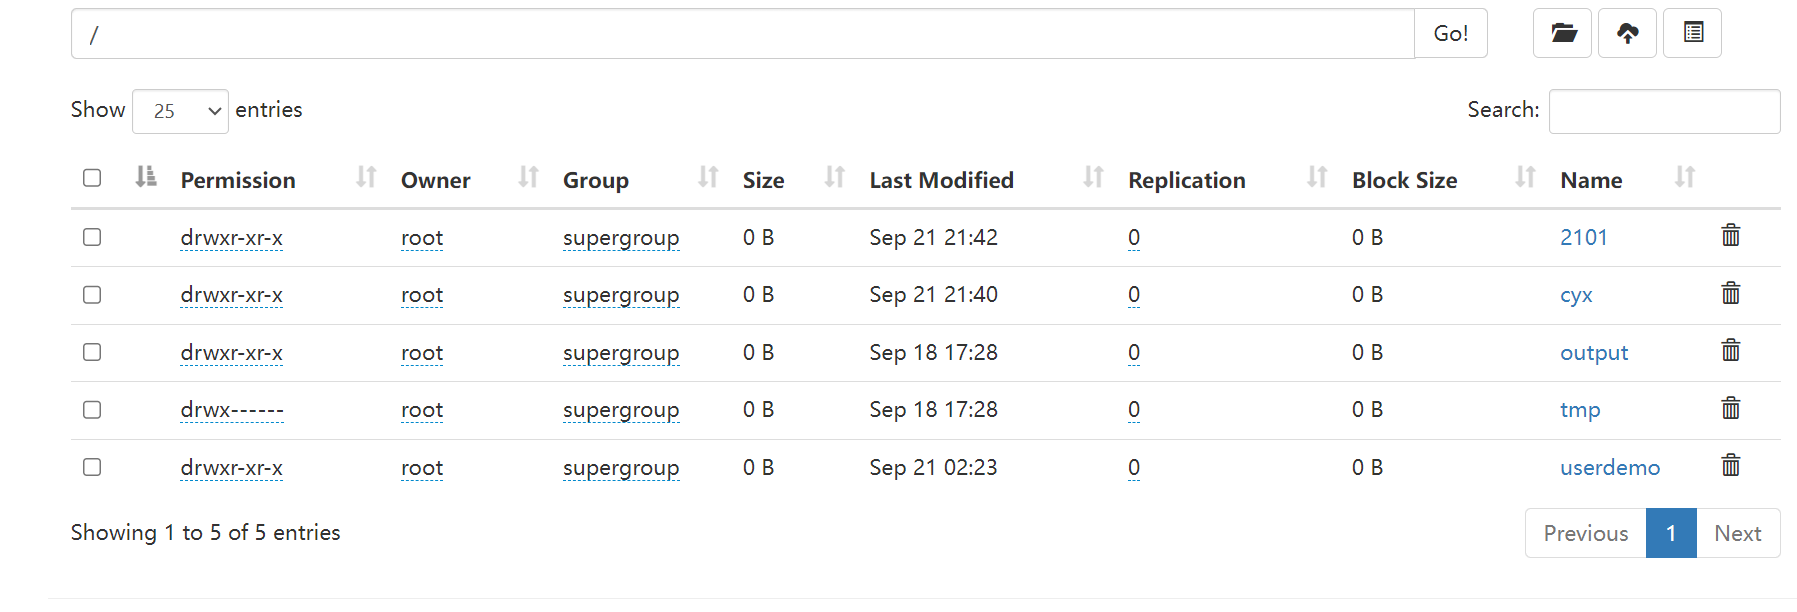 / Go!
Show 25 entries Search:
Permission Owner Group Size Last Modified Replication Block Size Name
drwxr-xr-x root supergroup 0 B Sep 21 21:42 0 0 B 2101
drwxr-xr-x root supergroup 0 B Sep 21 21:40 0 0 B cyx
drwxr-xr-x root supergroup 0 B Sep 18 17:28 0 0 B output
drwx------ root supergroup 0 B Sep 18 17:28 0 0 B tmp
drwxr-xr-x root supergroup 0 B Sep 21 02:23 0 0 B userdemo
Showing 1 to 5 of 5 entries Previous 1 Next